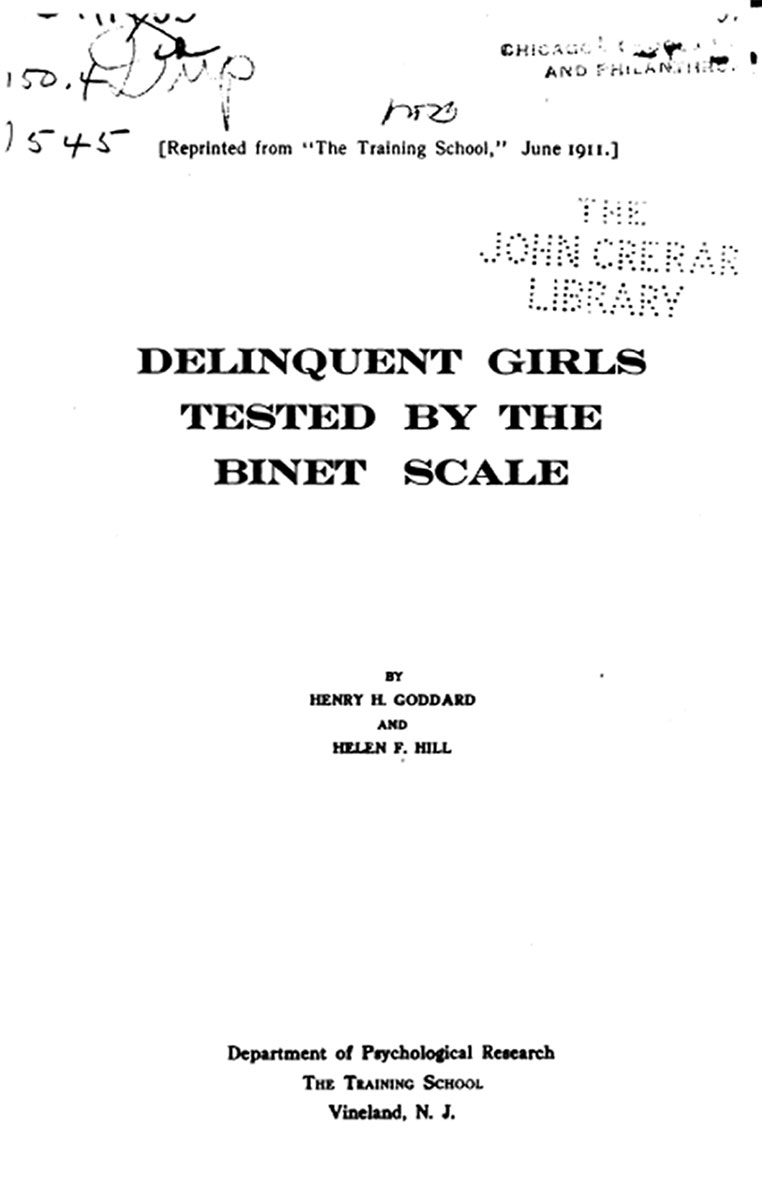 150.4
1545
[Reprinted from "The Training School," June 1911.]
THE
JOHN CRERAR
LIBRARY
DELINQUENT GIRLS
TESTED BY THE
BINET SCALE
BY
HENRY H. GODDARD
AND
HELEN F. HILL
Department of Psychological Research
THE TRAINING SCHOOL
Vineland, N. J.